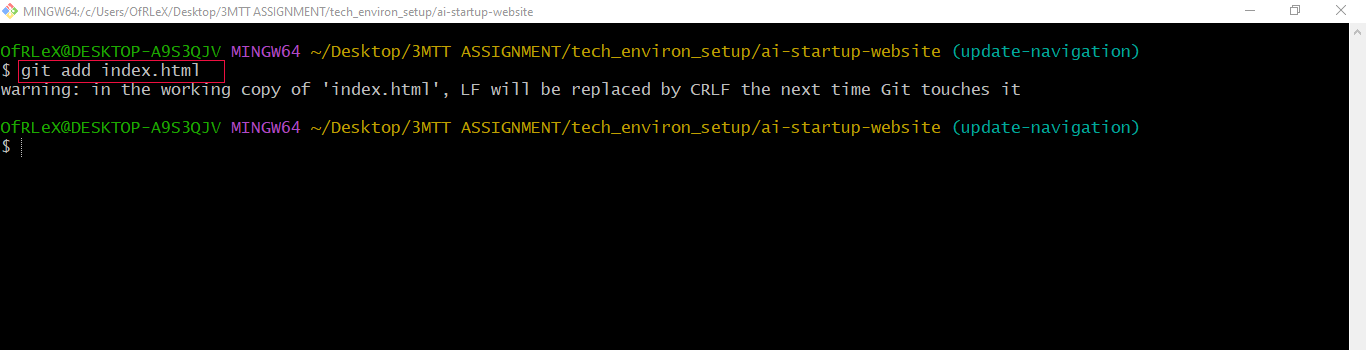 MINGW64:/c/Users/OfRLeX/Desktop/3MTT ASSIGNMENT/tech_environ_setup/ai-startup-website
OfRLeX@DESKTOP-A9S3QJV MINGW64 ~/Desktop/3MTT ASSIGNMENT/tech_environ_setup/ai-startup-website (update-navigation)
$ git add index.html
warning: in the working copy of 'index.html', LF will be replaced by CRLF the next time Git touches it
OfRLeX@DESKTOP-A9S3QJV MINGW64 ~/Desktop/3MTT ASSIGNMENT/tech_environ_setup/ai-startup-website (update-navigation)
$